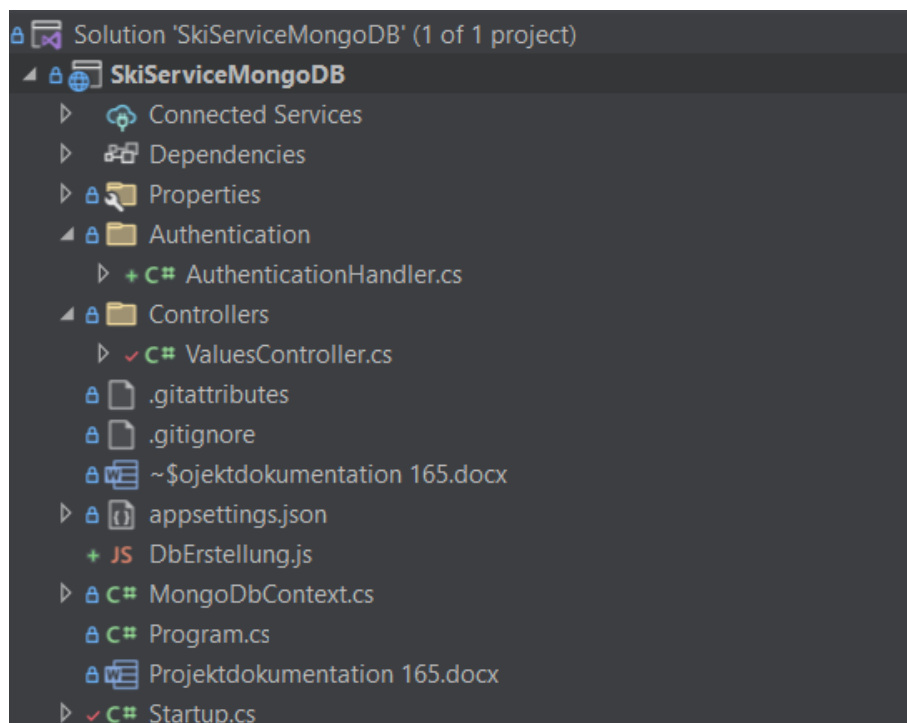 Solution 'SkiServiceMongoDB' (1 of 1 project)
SkiServiceMongoDB
Connected Services
Dependencies
Properties
Authentication
+ C# AuthenticationHandler.cs
Controllers
C# ValuesController.cs
.gitattributes
.gitignore
~$ojektdokumentation 165.docx
appsettings.json
+ JS DbErstellung.js
C# MongoDbContext.cs
C# Program.cs
Projektdokumentation 165.docx
C# Startup.cs